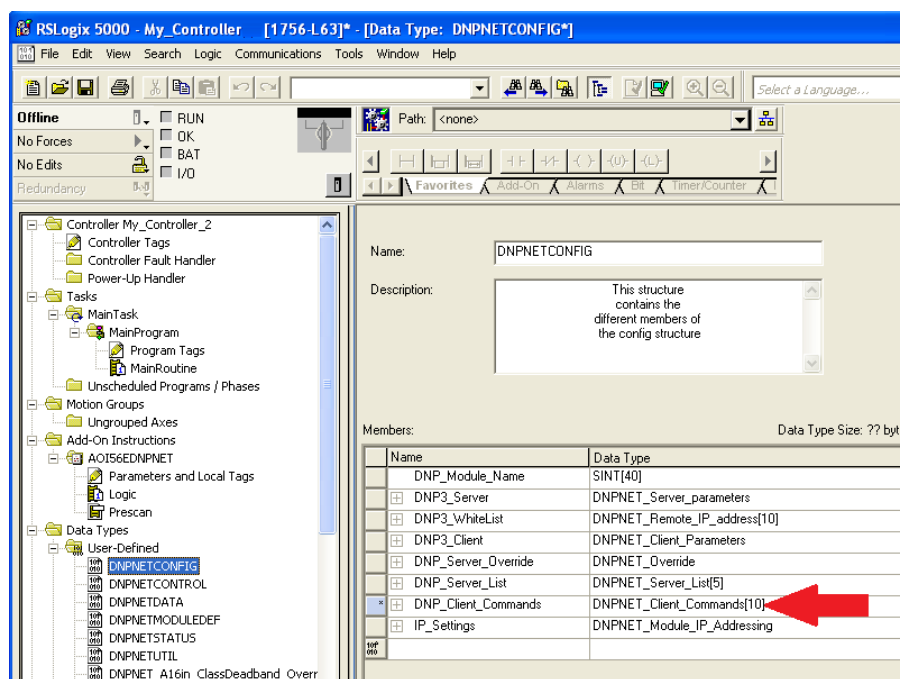 RSLogix 5000 - My_Controller [1756-L63]* - [Data Type: DNPNETCONFIG*]
File Edit View Search Logic Communications Tools Window Help
Select a Language...
Offline
RUN
No Forces
OK
No Edits
BAT
Redundancy
I/O
Path: <none>
Favorites Add-On Alarms Bit Timer/Counter
Controller My_Controller_2
Controller Tags
Controller Fault Handler
Power-Up Handler
Tasks
MainTask
MainProgram
Program Tags
MainRoutine
Unscheduled Programs / Phases
Motion Groups
Ungrouped Axes
Add-On Instructions
AOI56EDNPNET
Parameters and Local Tags
Logic
Prescan
Data Types
User-Defined
DNPNETCONFIG
DNPNETCONTROL
DNPNETDATA
DNPNETMODULEDEF
DNPNETSTATUS
DNPNETUTIL
DNPNET_A16in_ClassDeadband_Overr
Name: DNPNETCONFIG
Description:
This structure
contains the
different members of
the config structure
Members: Data Type Size: ?? byt
Name Data Type
DNP_Module_Name SINT[40]
DNP3_Server DNPNET_Server_parameters
DNP3_WhiteList DNPNET_Remote_IP_address[10]
DNP3_Client DNPNET_Client_Parameters
DNP_Server_Override DNPNET_Override
DNP_Server_List DNPNET_Server_List[5]
* DNP_Client_Commands DNPNET_Client_Commands[10]
IP_Settings DNPNET_Module_IP_Addressing